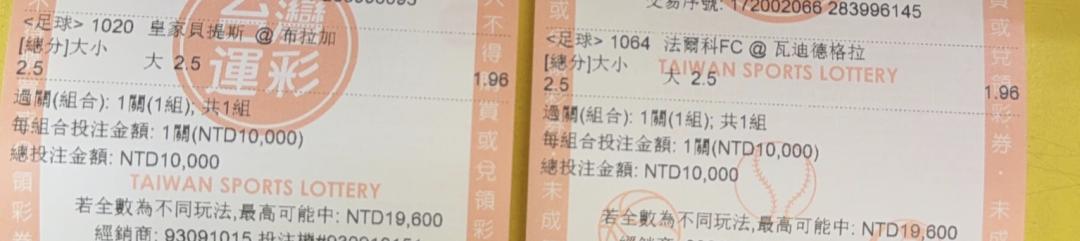 <足球> 1020 皇家貝提斯 @ 布拉加
[總分]大小
大 2.5
2.5
1.96
過關(組合): 1關(1組); 共1組
每組合投注金額: 1關(NTD10,000)
總投注金額: NTD10,000
TAIWAN SPORTS LOTTERY
若全數為不同玩法,最高可能中: NTD19,600
經銷商: 93091015
台灣
運彩
交易序號: 172002066 283996145
<足球> 1064 法爾科FC @ 瓦迪德格拉
[總分]大小
TAIWAN SPORTS LOTTERY
大 2.5
2.5
1.96
過關(組合): 1關(1組); 共1組
每組合投注金額: 1關(NTD10,000)
總投注金額: NTD10,000
若全數為不同玩法,最高可能中: NTD19,600